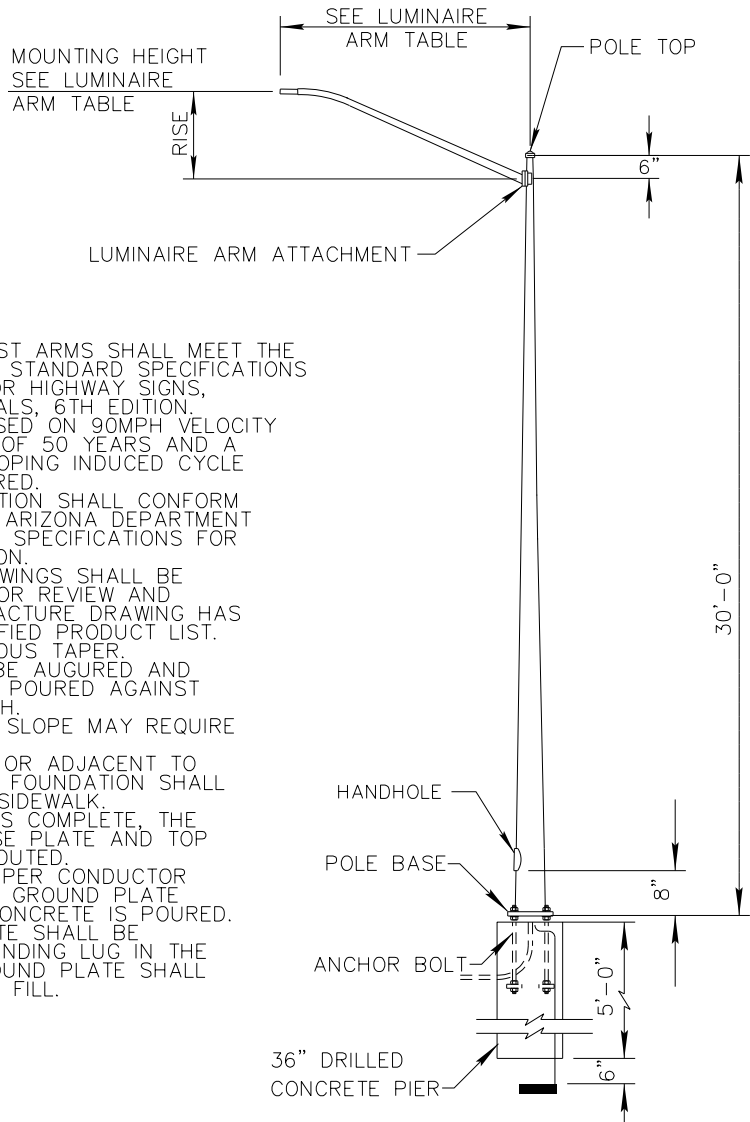 SEE LUMINAIRE
ARM TABLE
POLE TOP
MOUNTING HEIGHT
SEE LUMINAIRE
ARM TABLE
RISE
6"
LUMINAIRE ARM ATTACHMENT
ST ARMS SHALL MEET THE
STANDARD SPECIFICATIONS
OR HIGHWAY SIGNS,
ALS, 6TH EDITION.
SED ON 90MPH VELOCITY
OF 50 YEARS AND A
OPING INDUCED CYCLE
RED.
TION SHALL CONFORM
ARIZONA DEPARTMENT
SPECIFICATIONS FOR
ON.
WINGS SHALL BE
OR REVIEW AND
ACTURE DRAWING HAS
FIED PRODUCT LIST.
OUS TAPER.
BE AUGURED AND
POURED AGAINST
H.
SLOPE MAY REQUIRE
OR ADJACENT TO
FOUNDATION SHALL
SIDEWALK.
S COMPLETE, THE
SE PLATE AND TOP
OUTED.
PER CONDUCTOR
GROUND PLATE
ONCRETE IS POURED.
TE SHALL BE
NDING LUG IN THE
UND PLATE SHALL
FILL.
30'-0"
HANDHOLE
POLE BASE
8"
ANCHOR BOLT
5'-0"
36" DRILLED
CONCRETE PIER
6"